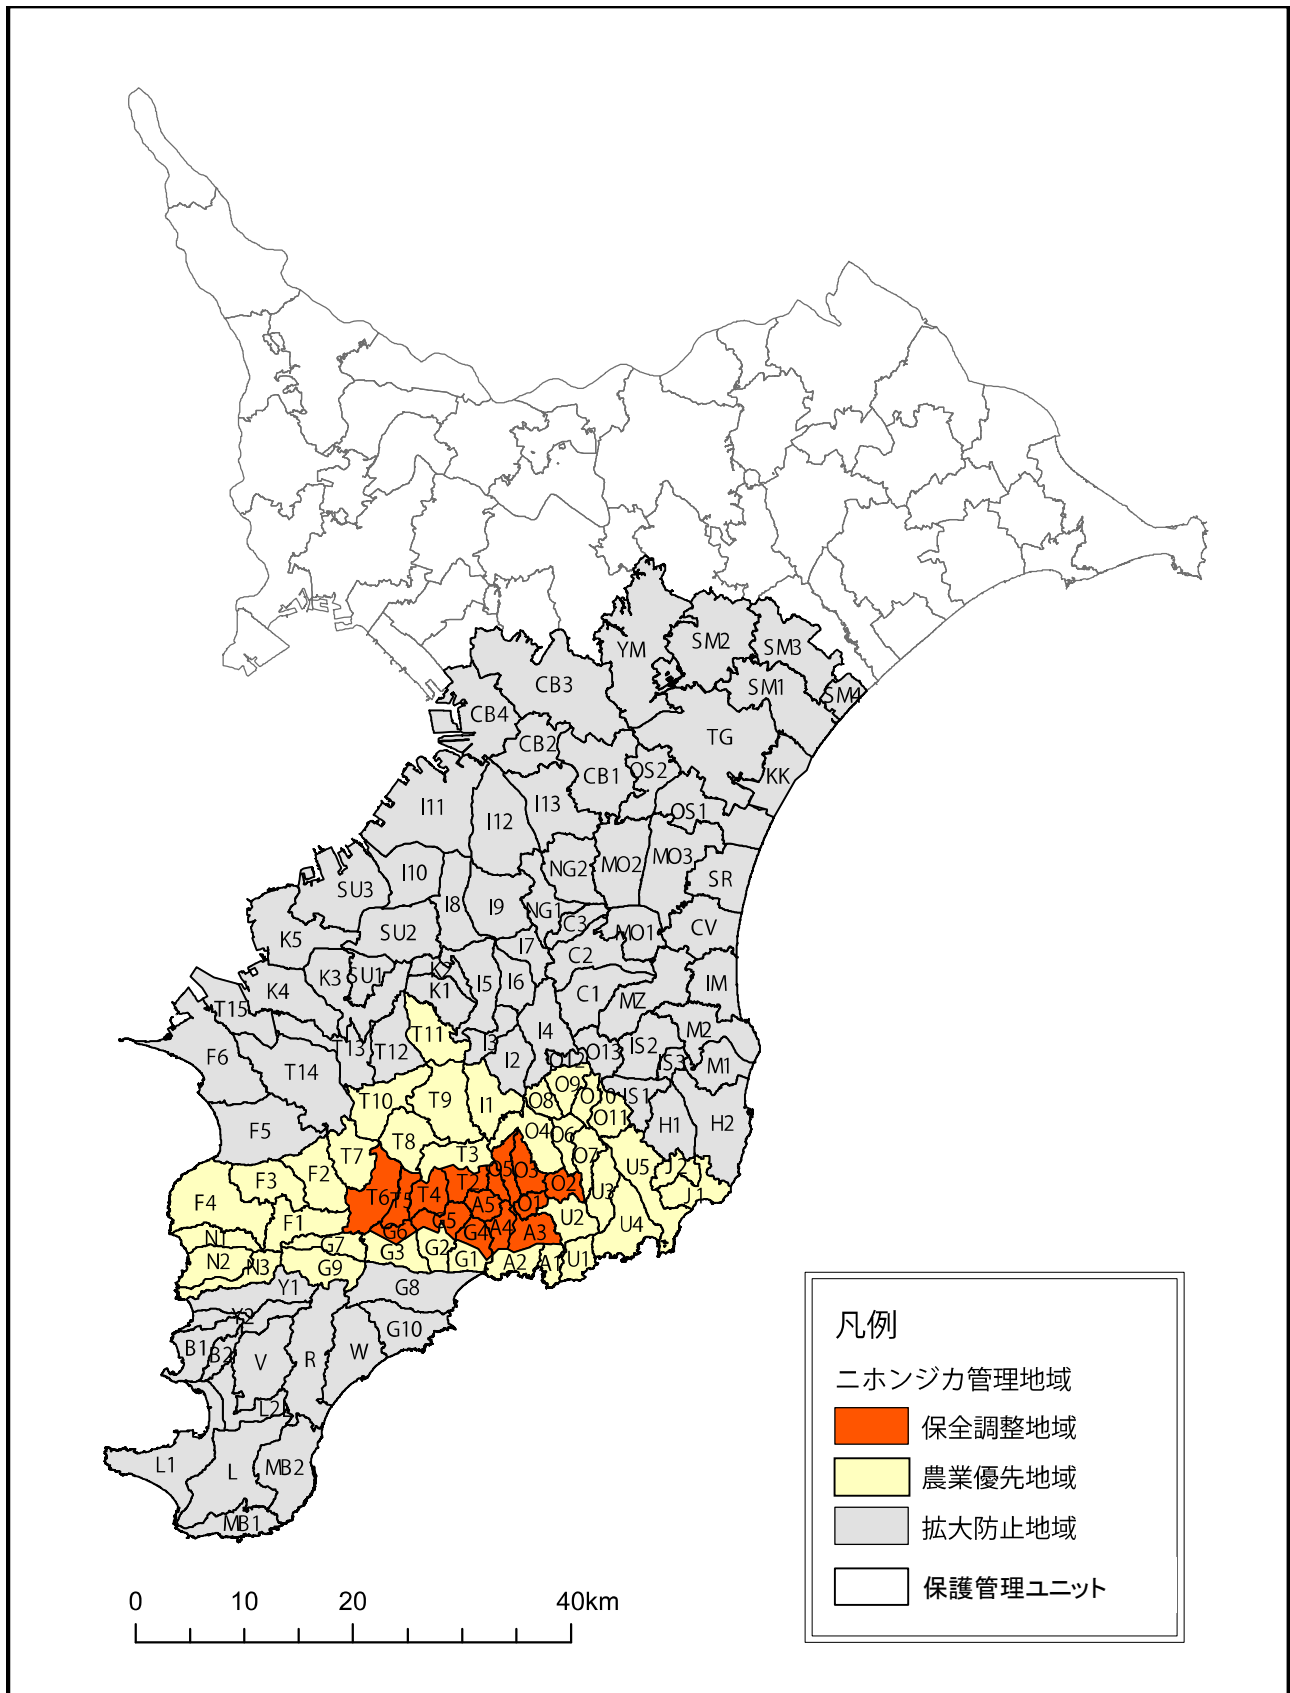 YM
SM2
SM3
SM1
SM4
CB3
CB4
CB2
TG
CB1
OS2
KK
I11
I12
I13
OS1
I10
SU3
I8
I9
NG2
MO2
MO3
SR
NG1
C3
K5
SU2
MO1
CV
I7
C2
K3
SU1
K4
K1
I5
I6
C1
MZ
IM
T15
T11
I4
M2
F6
T13
T12
I3
I2
O12
O13
IS2
IS3
M1
T14
T10
T9
I1
O8
O9
O10
IS1
O11
H1
H2
F5
T8
O4
O6
T7
T3
O7
U5
J2
F3
F2
T6
T5
T4
T2
O5
O3
O2
U3
J1
F4
F1
A5
O1
U2
U4
N1
G7
G6
G5
G4
A4
A3
N2
N3
G9
G3
G2
G1
A2
A1
U1
Y1
G8
Y2
G10
B1
B2
V
R
W
L2
L1
L
MB2
MB1
凡例
ニホンジカ管理地域
保全調整地域
農業優先地域
拡大防止地域
保護管理ユニット
0 10 20 40km